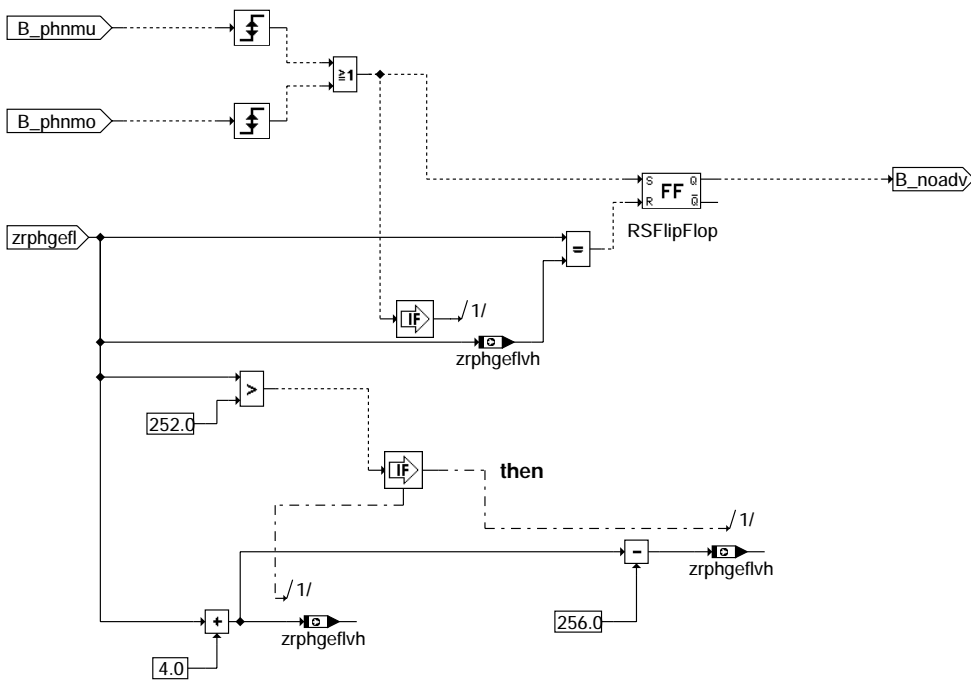 B_phnmu
≧1
B_phnmo
S Q
FF
B_noadv
R Q̅
RSFlipFlop
zrphgefl
=
/1/
IF
zrphgeflvh
>
252.0
IF
then
/1/
-
zrphgeflvh
/1/
+
256.0
zrphgeflvh
4.0